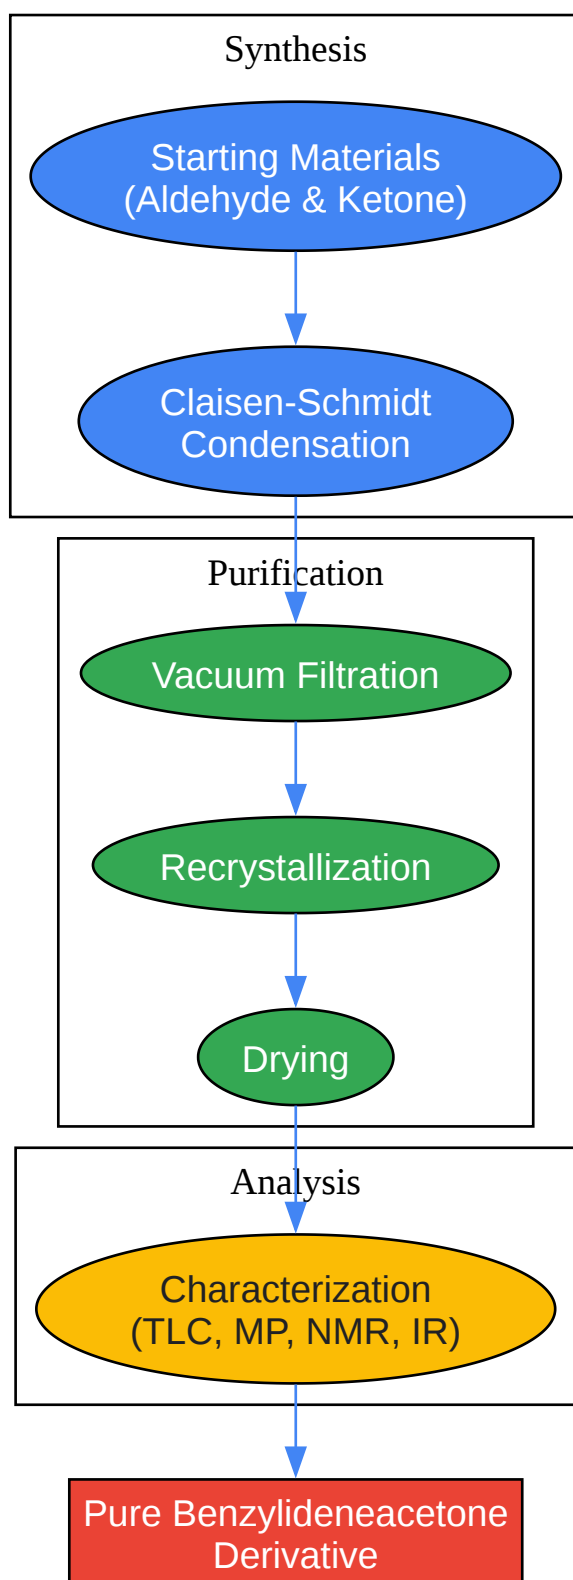 Synthesis
Starting Materials
(Aldehyde & Ketone)
Claisen-Schmidt
Condensation
Purification
Vacuum Filtration
Recrystallization
Drying
Analysis
Characterization
(TLC, MP, NMR, IR)
Pure Benzylideneacetone
Derivative